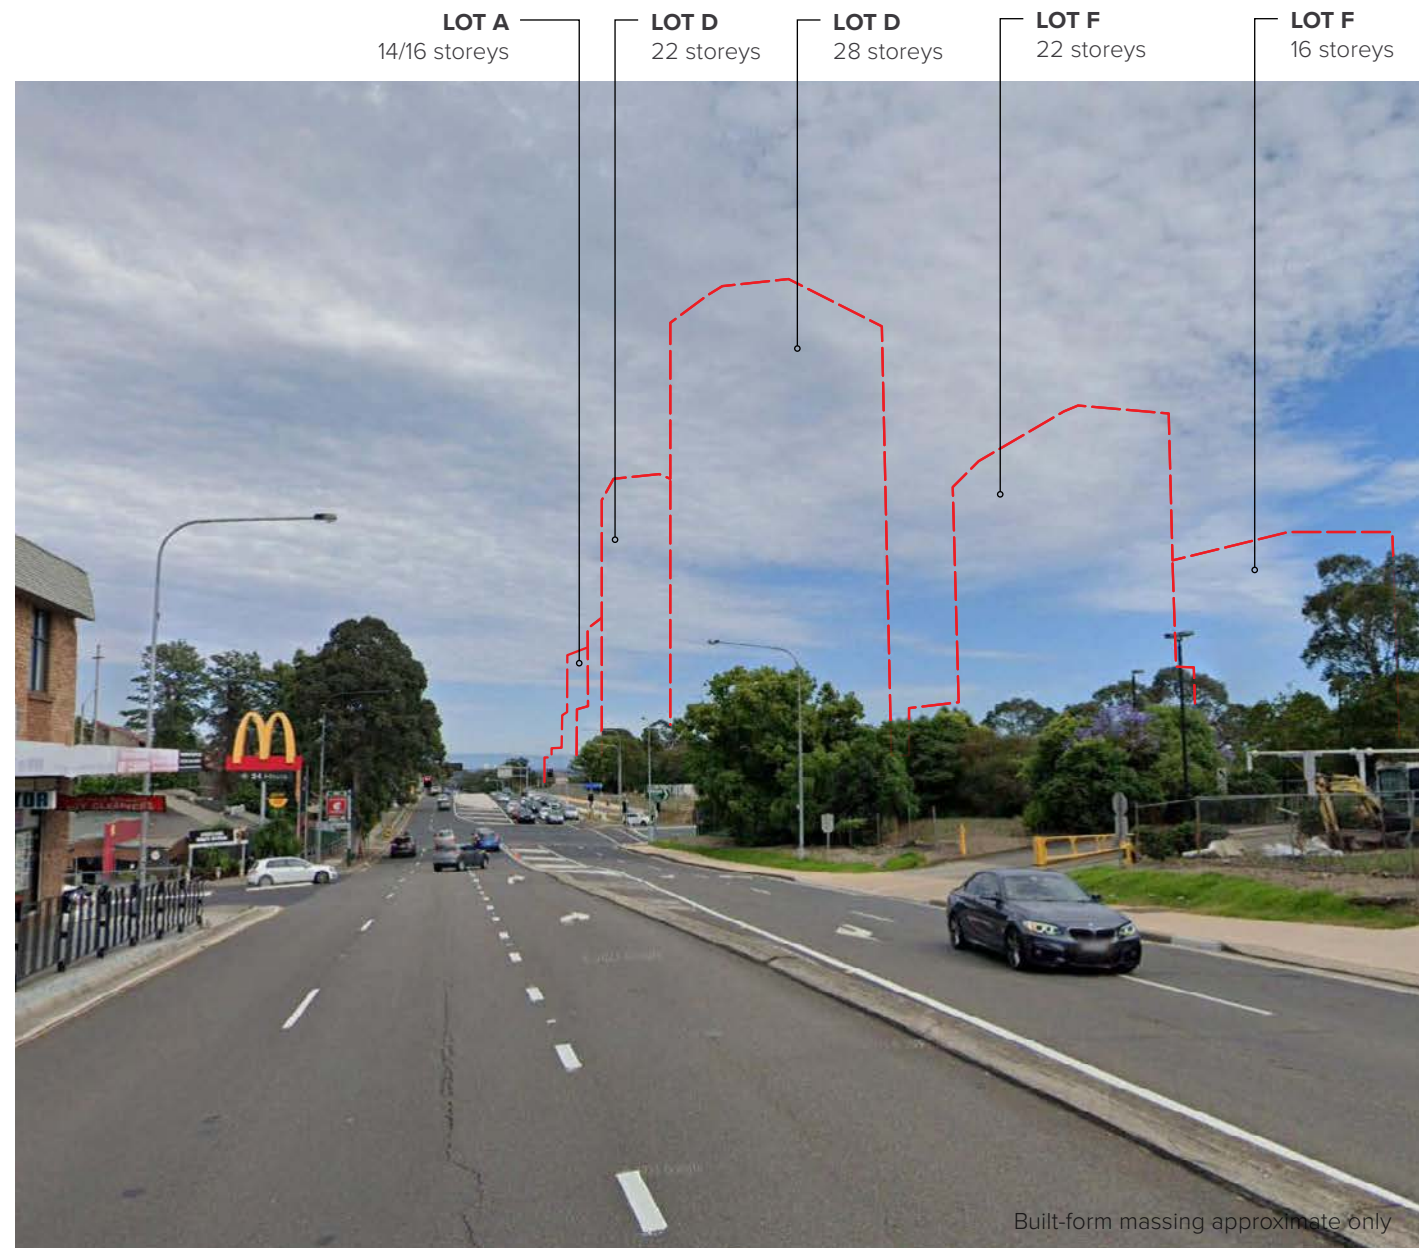 LOT A
14/16 storeys
LOT D
22 storeys
LOT D
28 storeys
LOT F
22 storeys
LOT F
16 storeys
Built-form massing approximate only